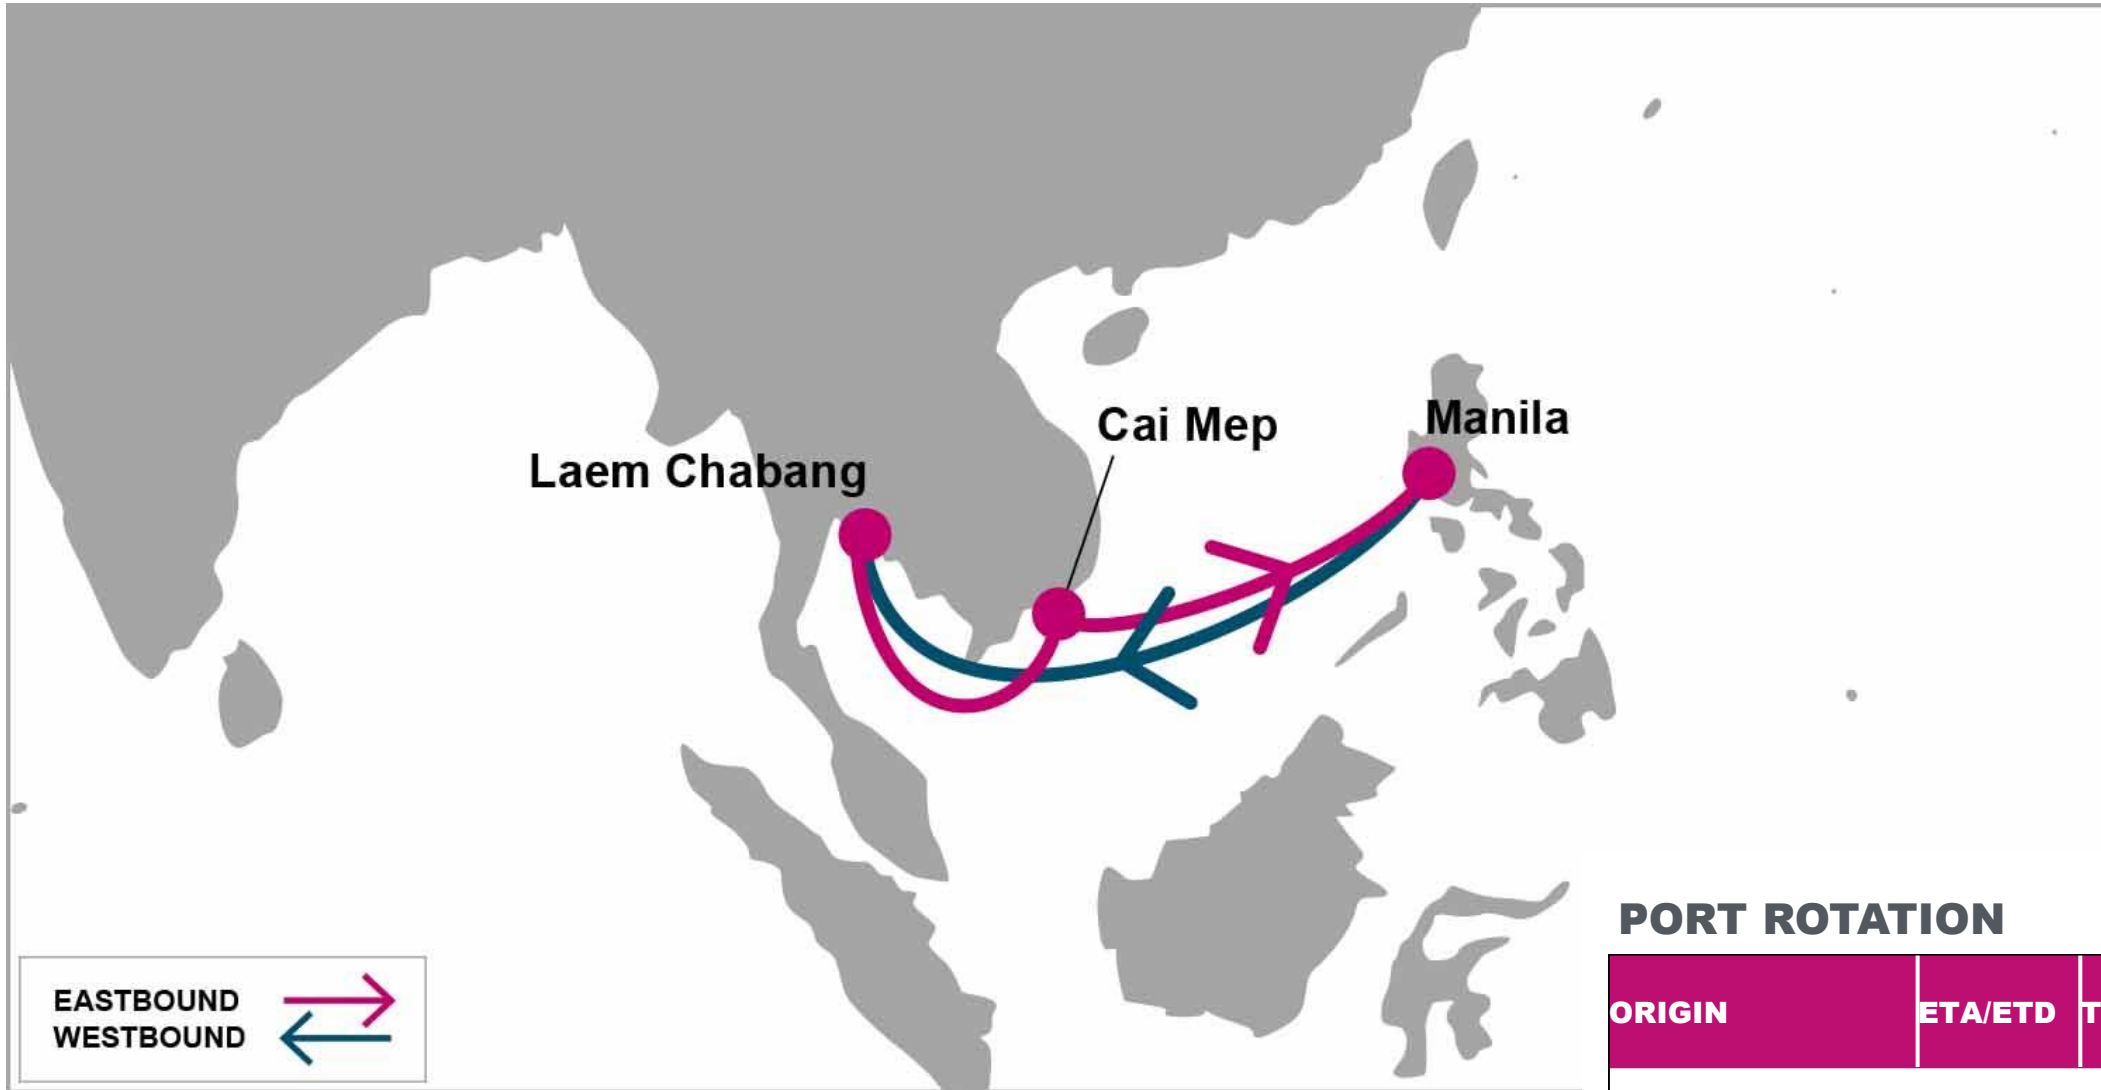 Cai Mep
Manila
Laem Chabang
PORT ROTATION
ORIGIN ETA/ETD T
EASTBOUND
WESTBOUND